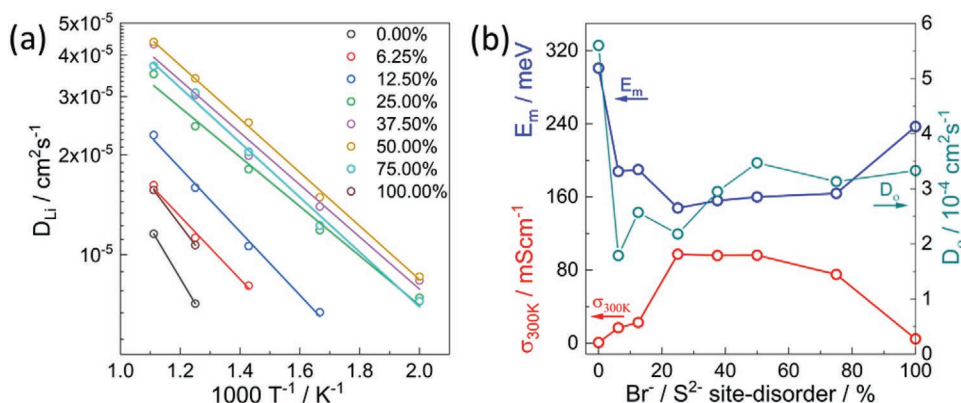 (a)
5x10⁻⁵
4x10⁻⁵
3x10⁻⁵
2x10⁻⁵
10⁻⁵
D_Li / cm²s⁻¹
0.00%
6.25%
12.50%
25.00%
37.50%
50.00%
75.00%
100.00%
1.0 1.2 1.4 1.6 1.8 2.0
1000 T⁻¹ / K⁻¹
(b)
E_m / meV
σ_300K / mScm⁻¹
320
240
160
80
0
E_m
D_o
σ_300K
6
5
4
3
2
1
0
D_o / 10⁻⁴ cm²s⁻¹
0 20 40 60 80 100
Br⁻ / S²⁻ site-disorder / %